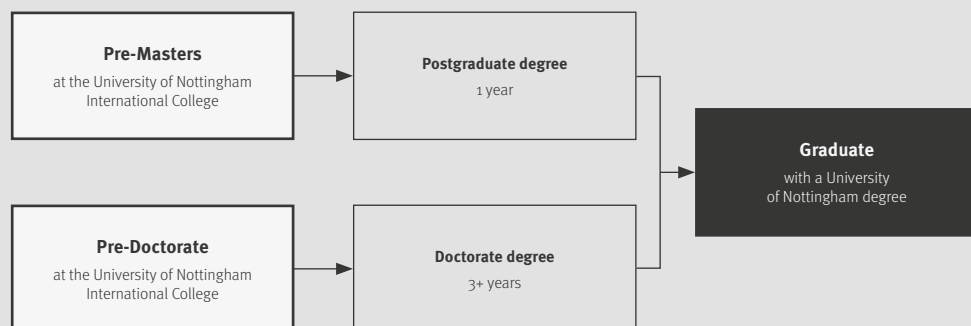 Pre-Masters
at the University of Nottingham
International College
Postgraduate degree
1 year
Graduate
with a University
of Nottingham degree
Pre-Doctorate
at the University of Nottingham
International College
Doctorate degree
3+ years